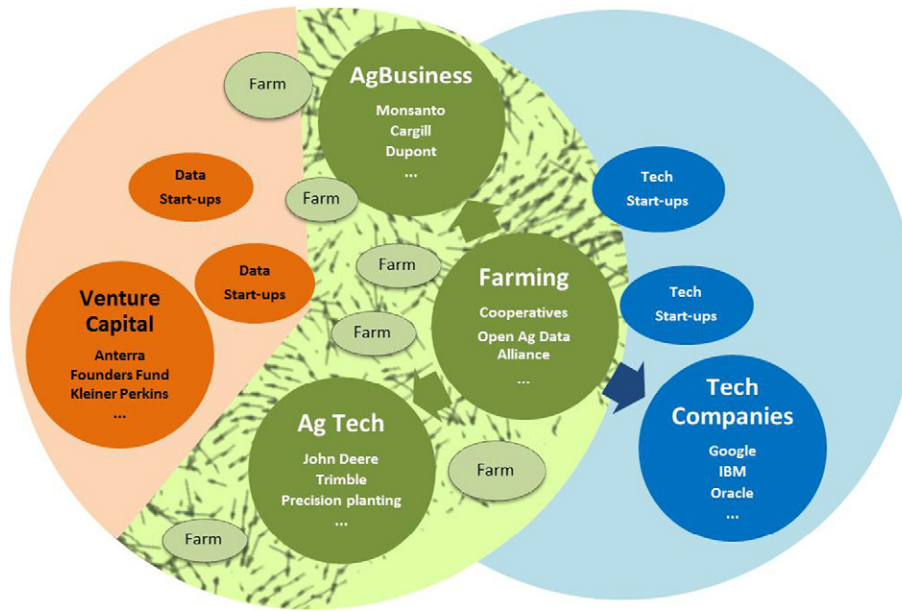 Farm
AgBusiness
Monsanto
Cargill
Dupont
...
Data
Start-ups
Farm
Tech
Start-ups
Farm
Data
Start-ups
Farming
Cooperatives
Open Ag Data
Alliance
...
Tech
Start-ups
Venture
Capital
Anterra
Founders Fund
Kleiner Perkins
...
Farm
Ag Tech
John Deere
Trimble
Precision planting
...
Tech
Companies
Google
IBM
Oracle
...
Farm
Farm